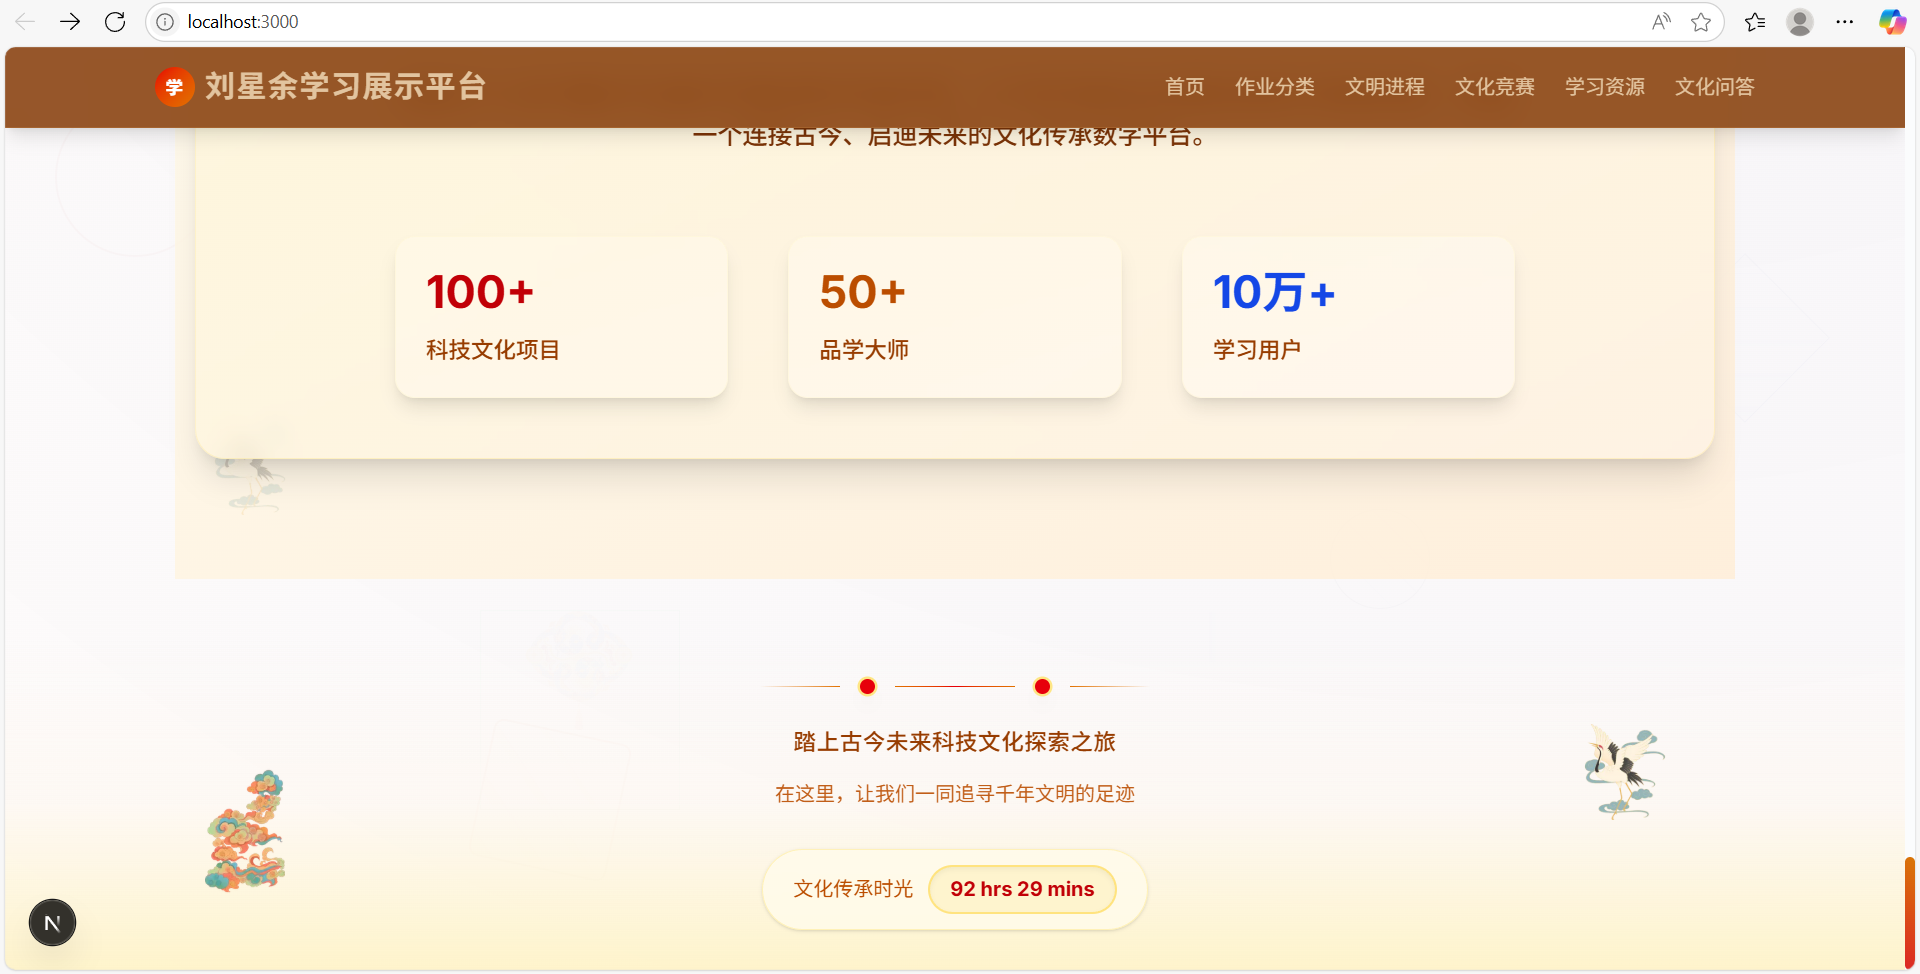 localhost:3000
学 刘星余学习展示平台
首页 作业分类 文明进程 文化竞赛 学习资源 文化问答
一个连接古今、启迪未来的文化传承数字平台。
100+ 50+ 10万+
科技文化项目 品学大师 学习用户
踏上古今未来科技文化探索之旅
在这里，让我们一同追寻千年文明的足迹
文化传承时光 92 hrs 29 mins
N